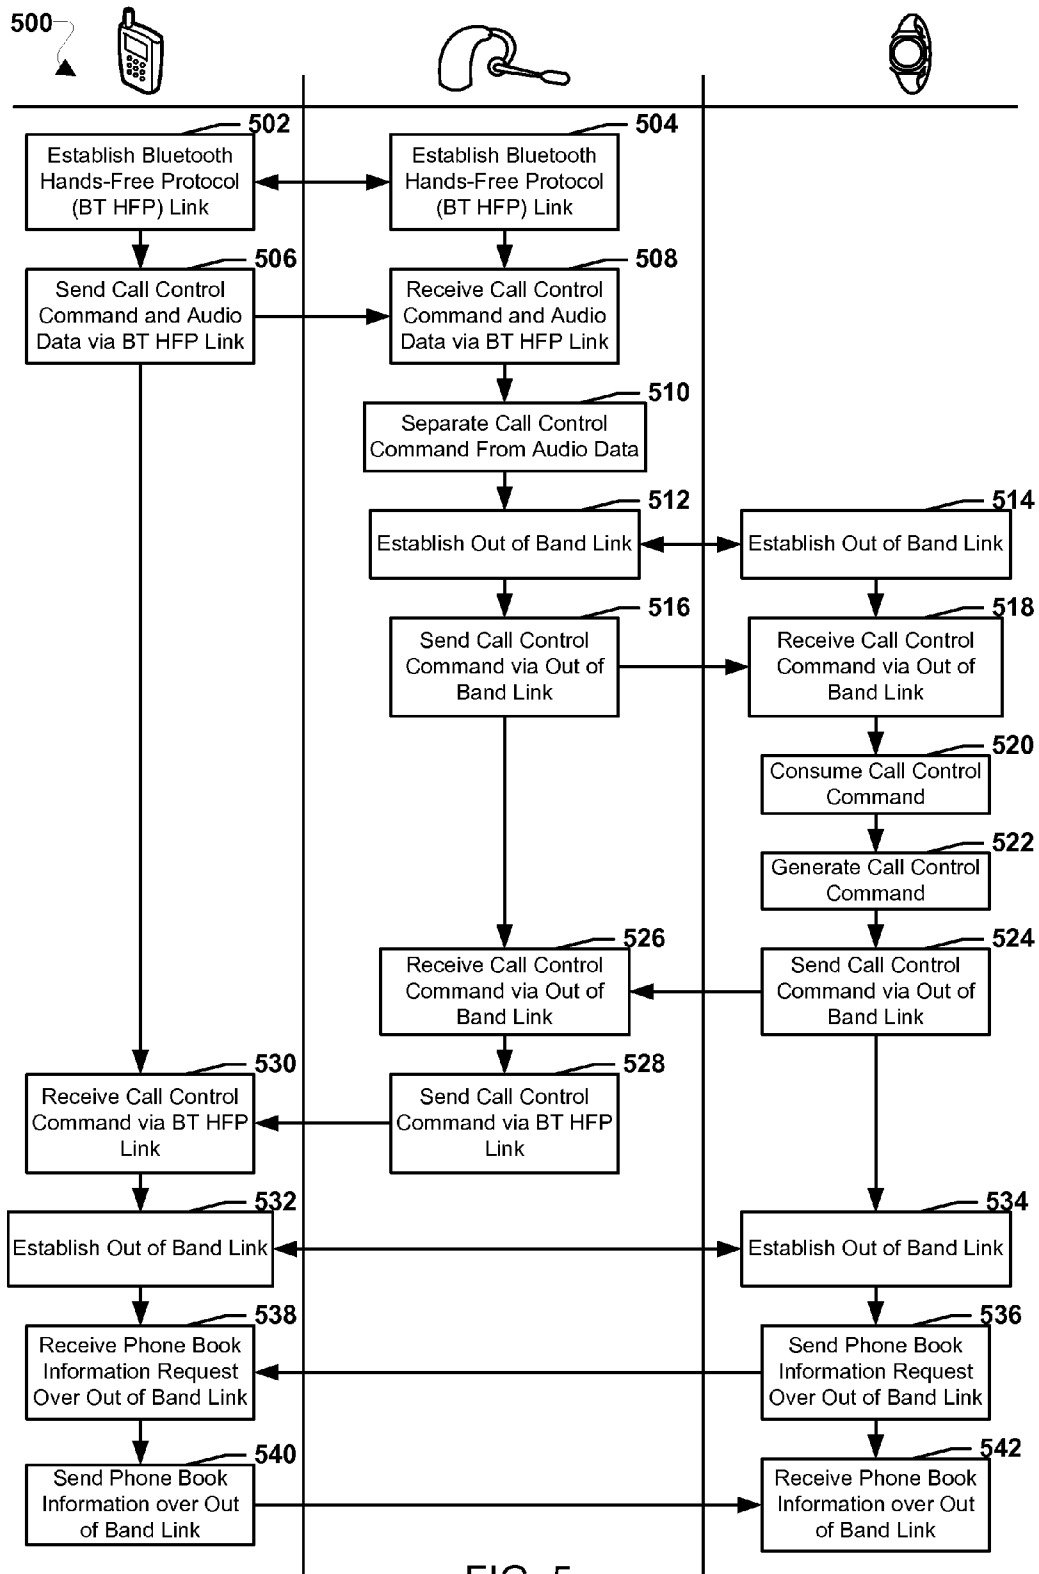 500
502
Establish Bluetooth
Hands-Free Protocol
(BT HFP) Link
504
Establish Bluetooth
Hands-Free Protocol
(BT HFP) Link
506
Send Call Control
Command and Audio
Data via BT HFP Link
508
Receive Call Control
Command and Audio
Data via BT HFP Link
510
Separate Call Control
Command From Audio Data
512
Establish Out of Band Link
514
Establish Out of Band Link
516
Send Call Control
Command via Out of
Band Link
518
Receive Call Control
Command via Out of
Band Link
520
Consume Call Control
Command
522
Generate Call Control
Command
524
Send Call Control
Command via Out of
Band Link
526
Receive Call Control
Command via Out of
Band Link
528
Send Call Control
Command via BT HFP
Link
530
Receive Call Control
Command via BT HFP
Link
532
Establish Out of Band Link
534
Establish Out of Band Link
536
Send Phone Book
Information Request
Over Out of Band Link
538
Receive Phone Book
Information Request
Over Out of Band Link
540
Send Phone Book
Information over Out
of Band Link
542
Receive Phone Book
Information over Out
of Band Link
FIG. 5